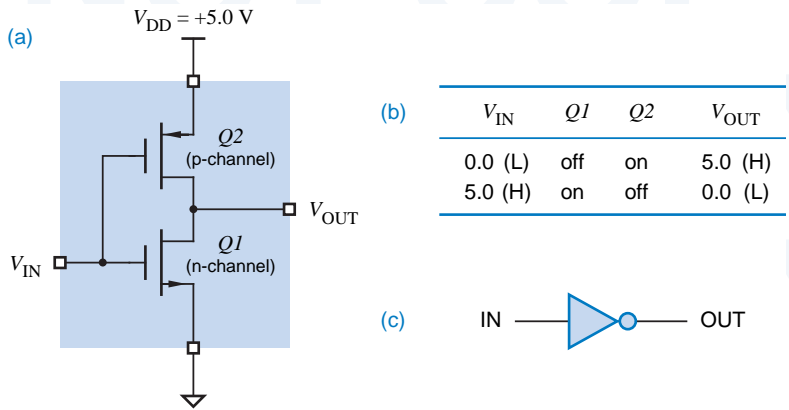 (a)
V_DD = +5.0 V
Q2
(p-channel)
V_OUT
Q1
(n-channel)
V_IN
(b)
V_IN Q1 Q2 V_OUT
0.0 (L) off on 5.0 (H)
5.0 (H) on off 0.0 (L)
(c)
IN OUT